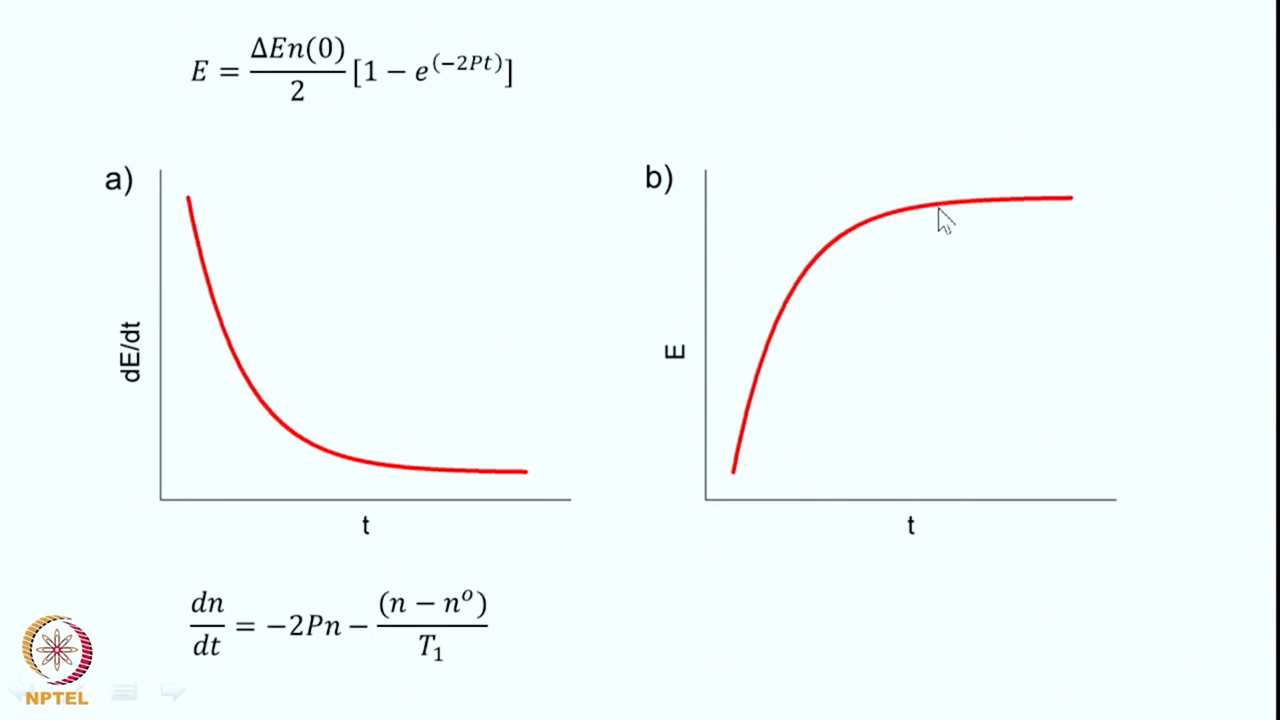 E = ΔEn(0)/2 [1 − e^(−2Pt)]
a)
dE/dt
t
b)
E
t
dn/dt = −2Pn − (n − n^o)/T_1
NPTEL